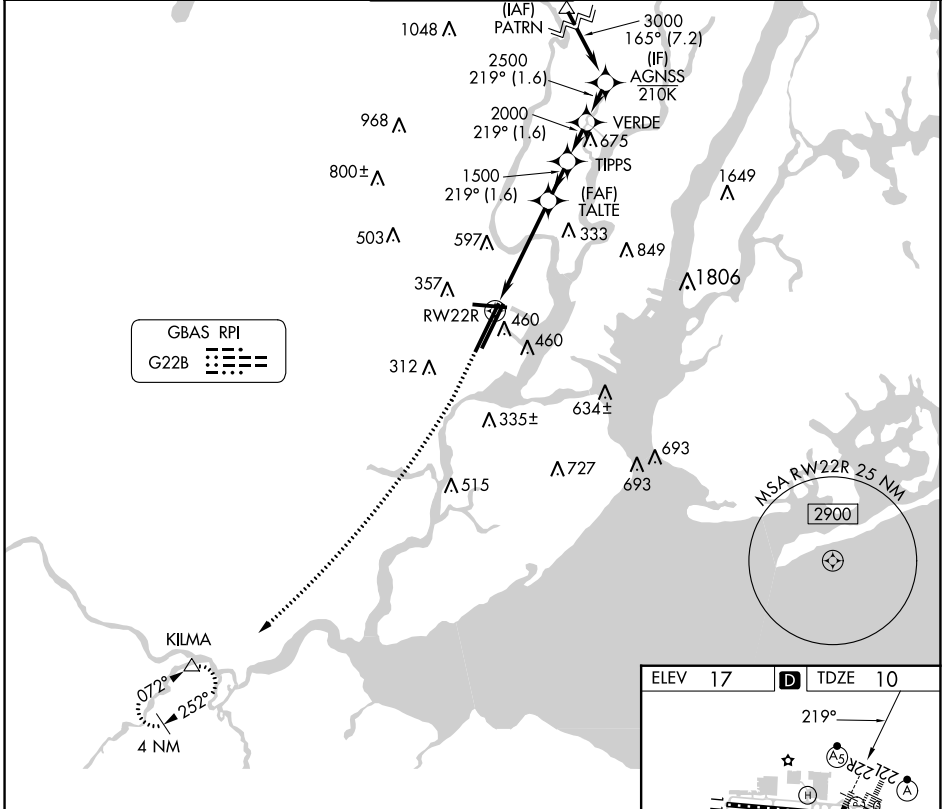 (IAF)
PATRN
1048
3000
165° (7.2)
(IF)
AGNSS
210K
2500
219° (1.6)
2000
219° (1.6)
VERDE
675
968
TIPPS
800±
1500
219° (1.6)
(FAF)
TALTE
1649
503
597
333
849
357
1806
RW22R
460
460
GBAS RPI
G22B
312
634±
335±
693
727
693
515
MSA RW22R 25 NM
2900
KILMA
072°
252°
4 NM
ELEV 17
D
TDZE 10
219°
A5
22R
22L
A
H
11